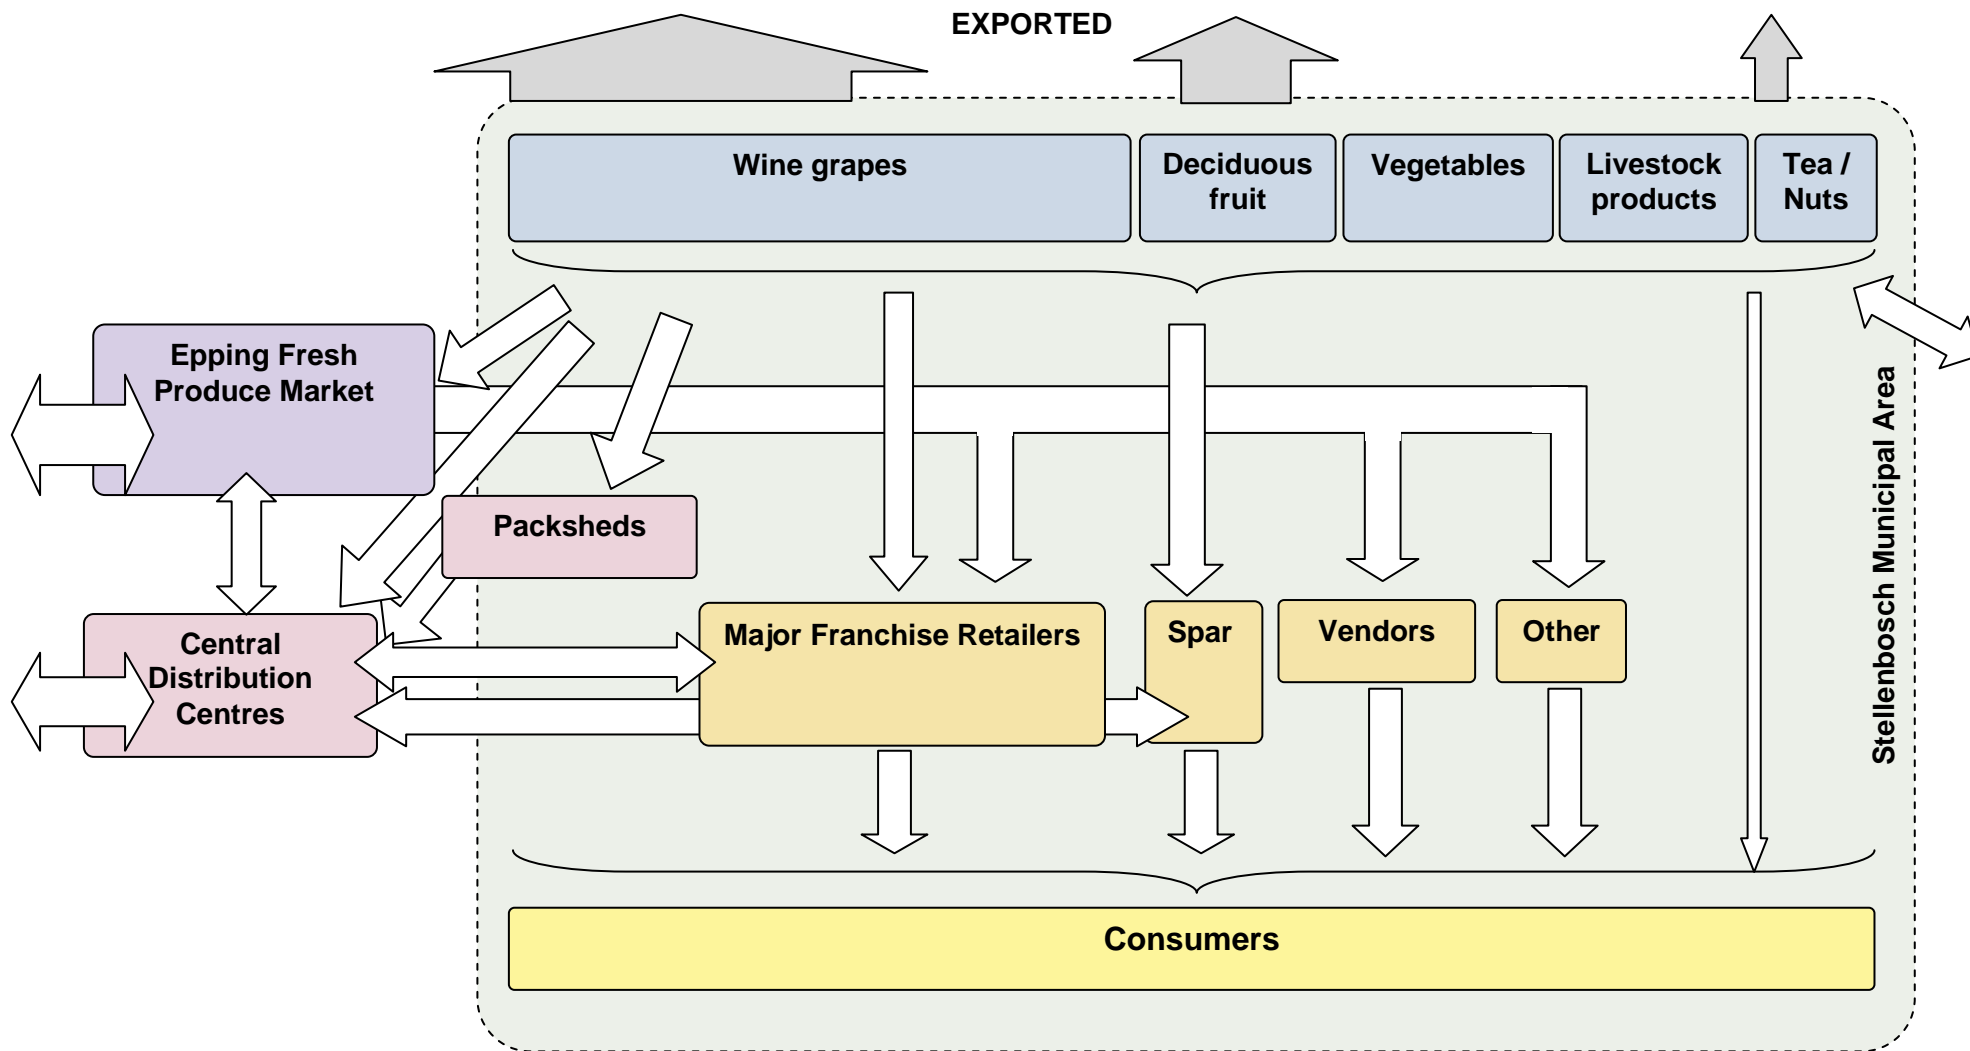 EXPORTED
Wine grapes
Deciduous
fruit
Vegetables
Livestock
products
Tea /
Nuts
Epping Fresh
Produce Market
Stellenbosch Municipal Area
Packsheds
Central
Distribution
Centres
Major Franchise Retailers
Spar
Vendors
Other
Consumers